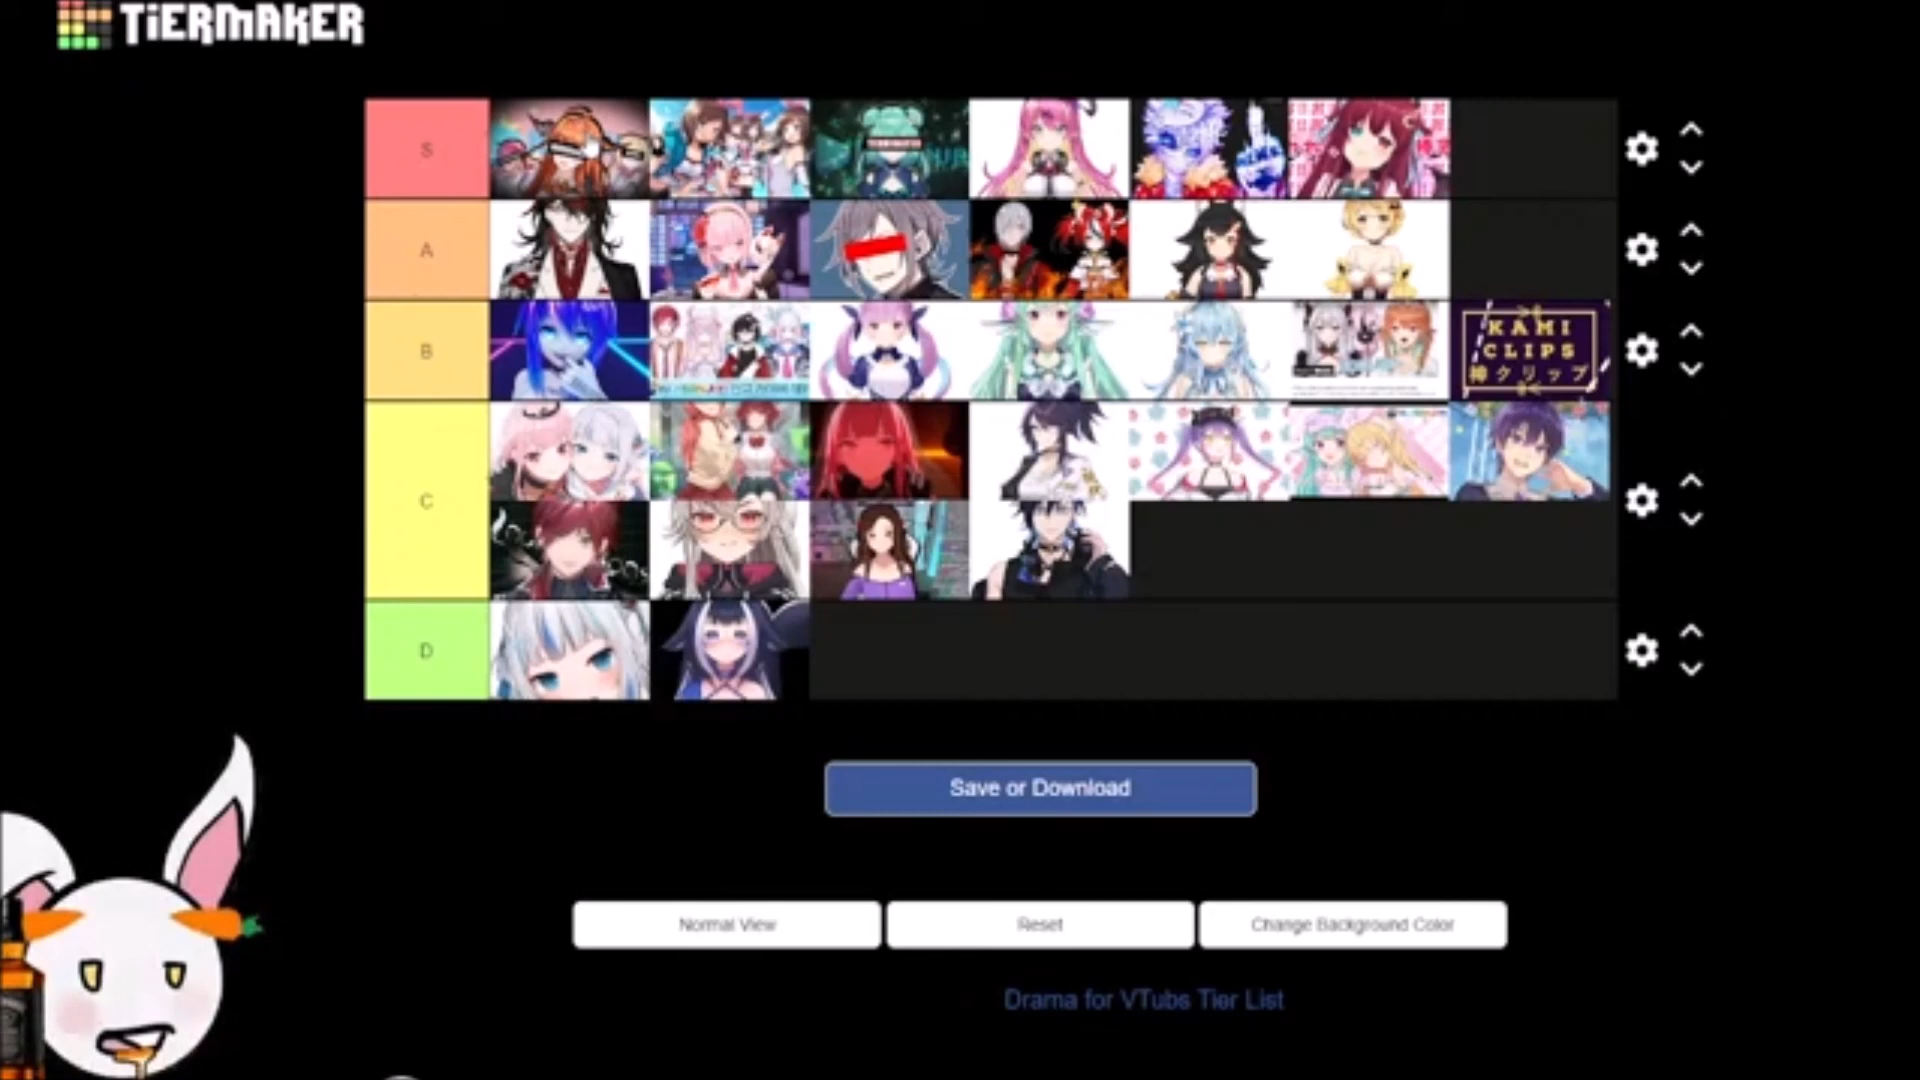 TiERMAKER
S
A
B
KAMI
CLIPS
神クリップ
C
D
Save or Download
Normal View
Reset
Change Background Color
Drama for VTubs Tier List